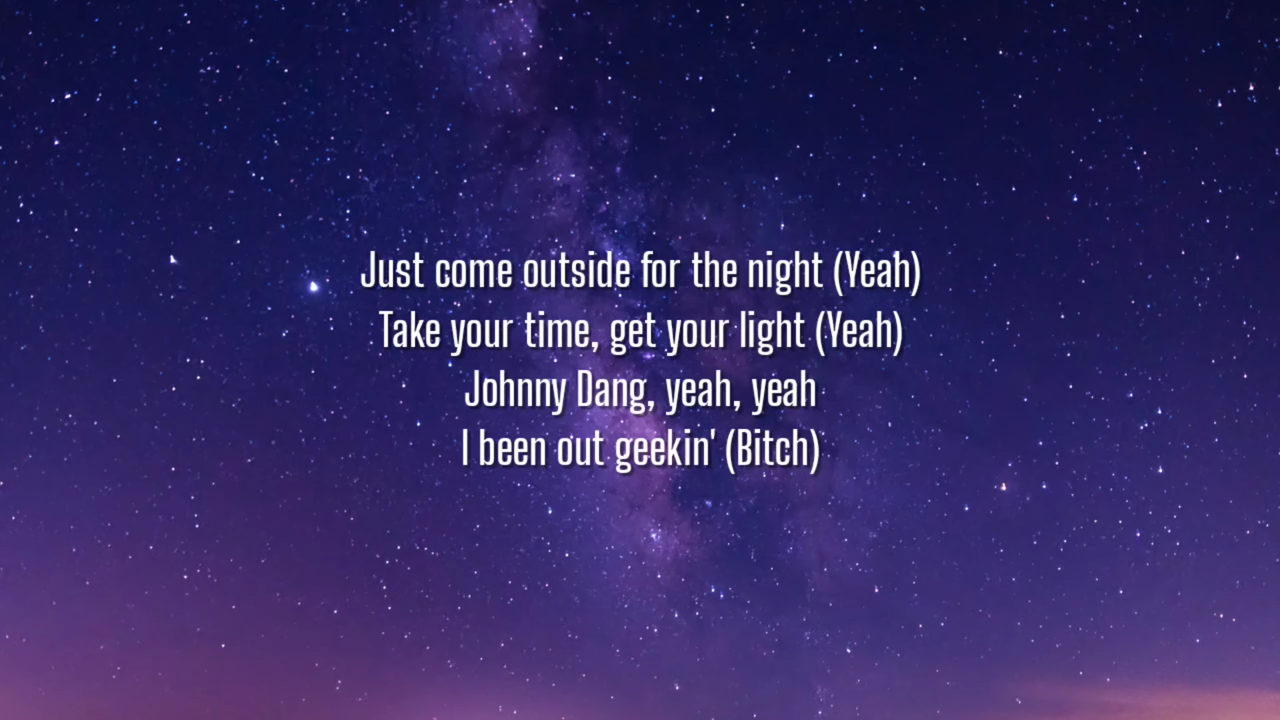 Just come outside for the night (Yeah)
Take your time, get your light (Yeah)
Johnny Dang, yeah, yeah
I been out geekin' (Bitch)